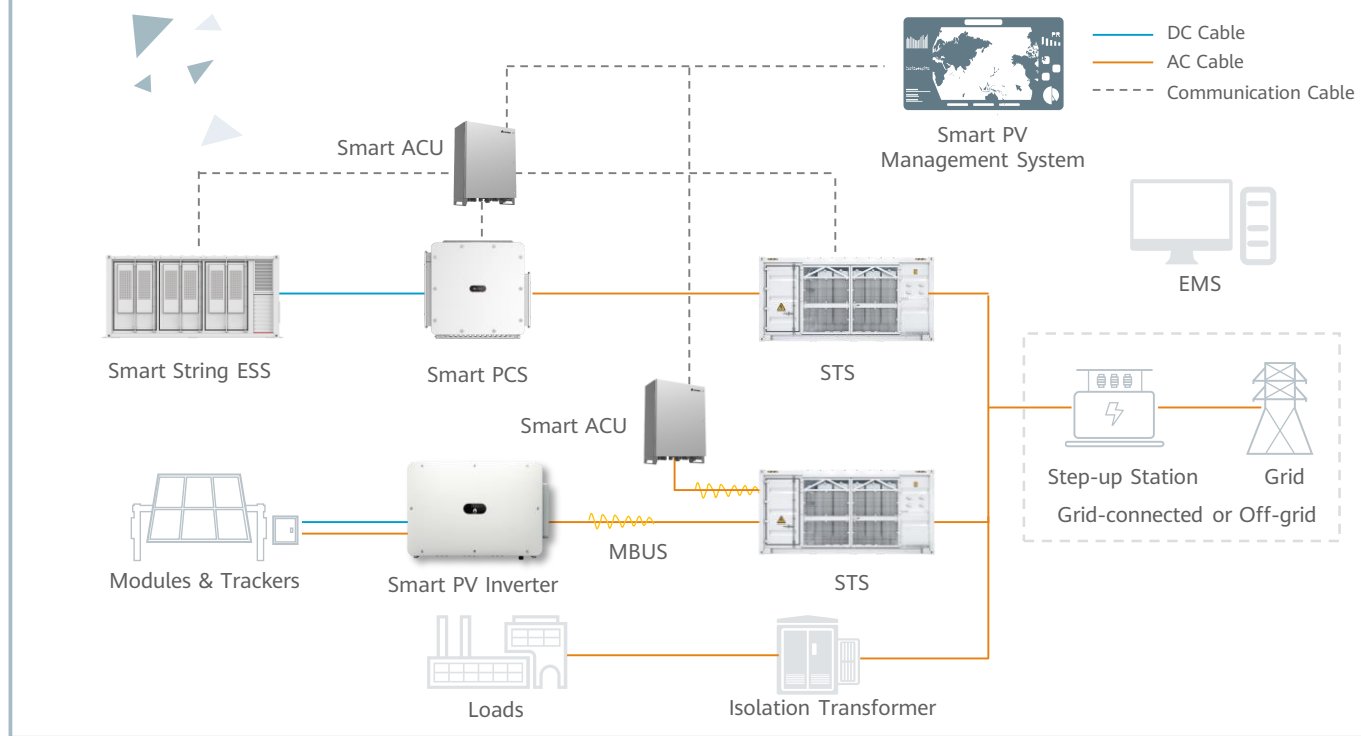 DC Cable
AC Cable
Communication Cable
Smart PV
Management System
Smart ACU
EMS
Smart String ESS
Smart PCS
STS
Smart ACU
Step-up Station
Grid
Grid-connected or Off-grid
MBUS
Modules & Trackers
Smart PV Inverter
STS
Loads
Isolation Transformer